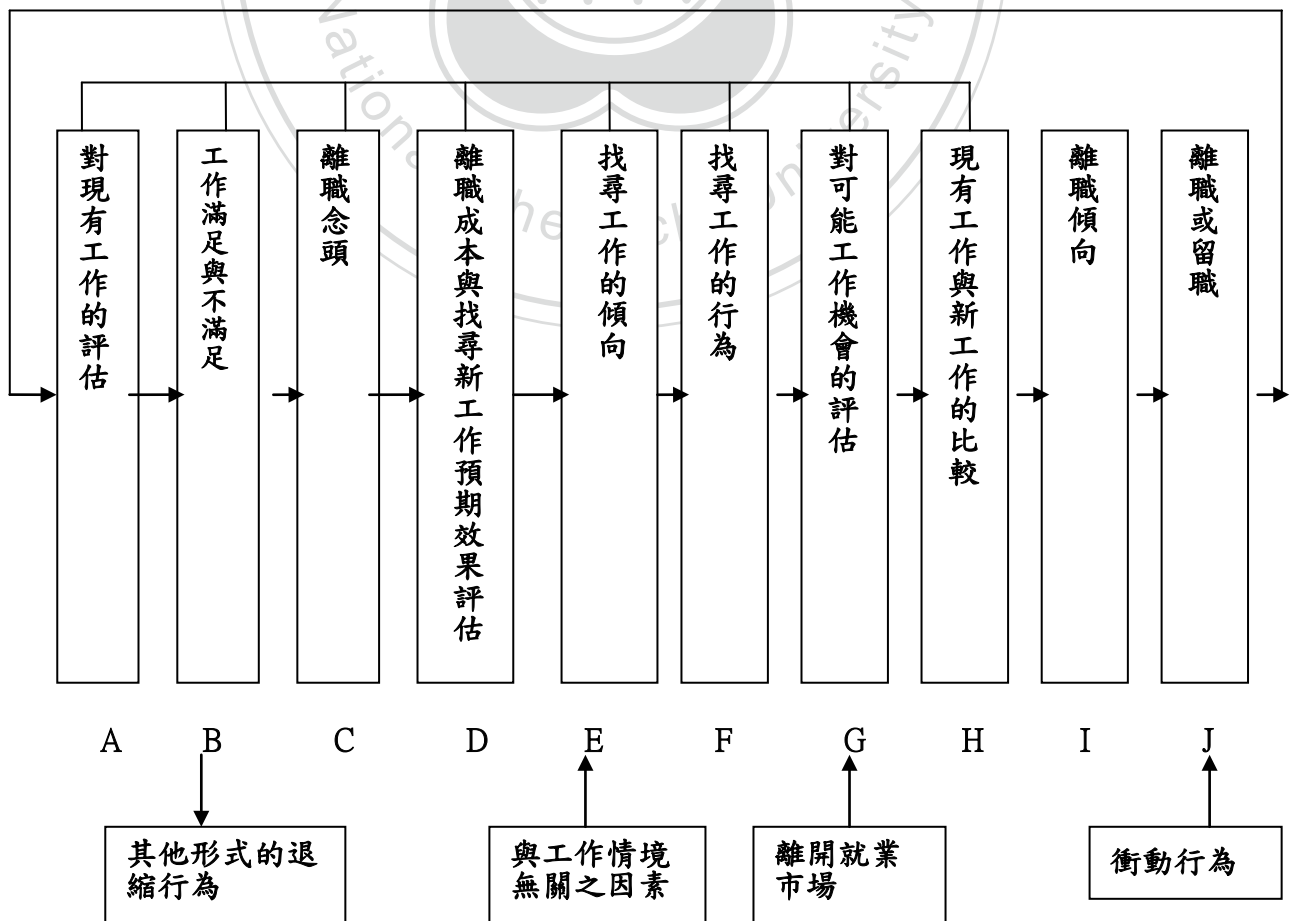 對現有工作的評估
工作滿足與不滿足
離職念頭
離職成本與找尋新工作預期效果評估
找尋工作的傾向
找尋工作的行為
對可能工作機會的評估
現有工作與新工作的比較
離職傾向
離職或留職
A B C D E F G H I J
其他形式的退
縮行為
與工作情境
無關之因素
離開就業
市場
衝動行為